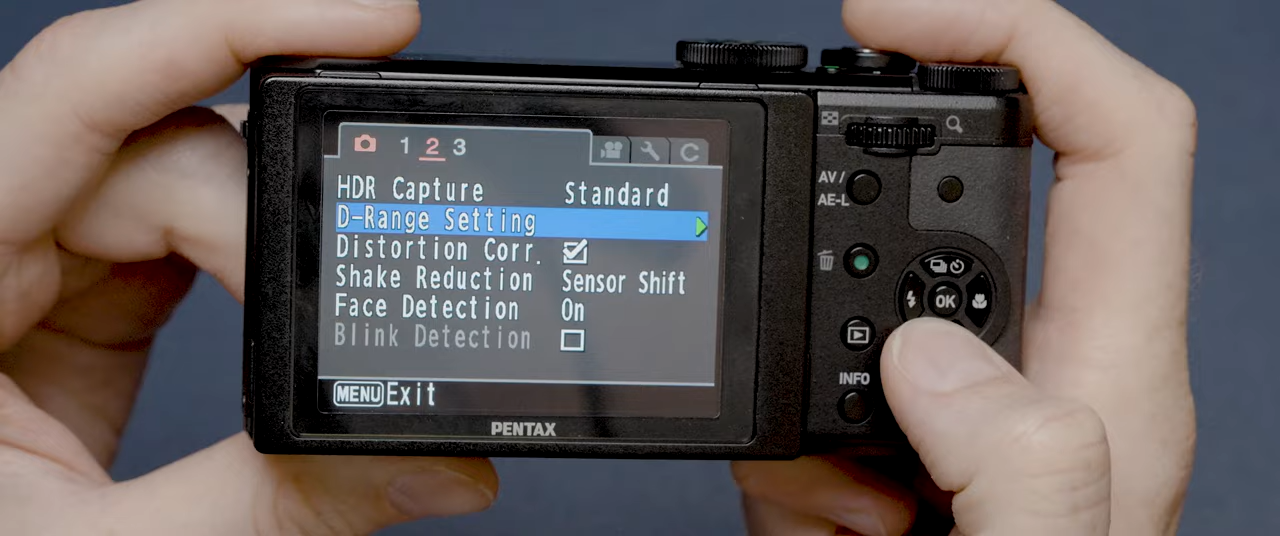 1 2 3
C
HDR Capture Standard
D-Range Setting
Distortion Corr.
Shake Reduction Sensor Shift
Face Detection On
Blink Detection
MENU Exit
PENTAX
AV/
AE-L
OK
INFO